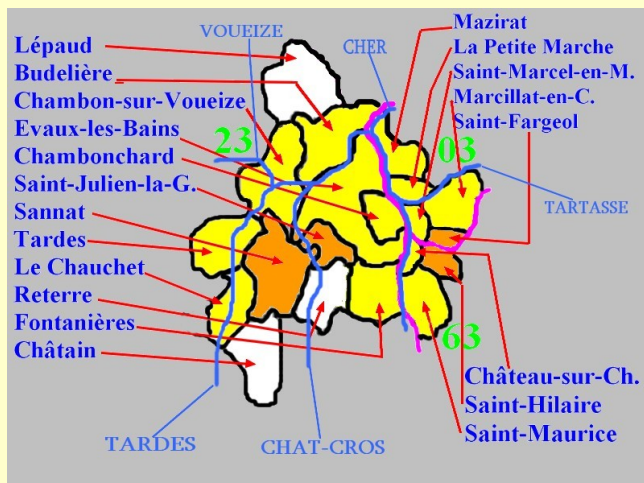 Lépaud
Budelière
Chambon-sur-Voueize
Evaux-les-Bains
Chambonchard
Saint-Julien-la-G.
Sannat
Tardes
Le Chauchet
Reterre
Fontanières
Châtain
VOUEIZE
CHER
23
03
63
Mazirat
La Petite Marche
Saint-Marcel-en-M.
Marcillat-en-C.
Saint-Fargeol
TARTASSE
Château-sur-Ch.
Saint-Hilaire
Saint-Maurice
TARDES
CHAT-CROS